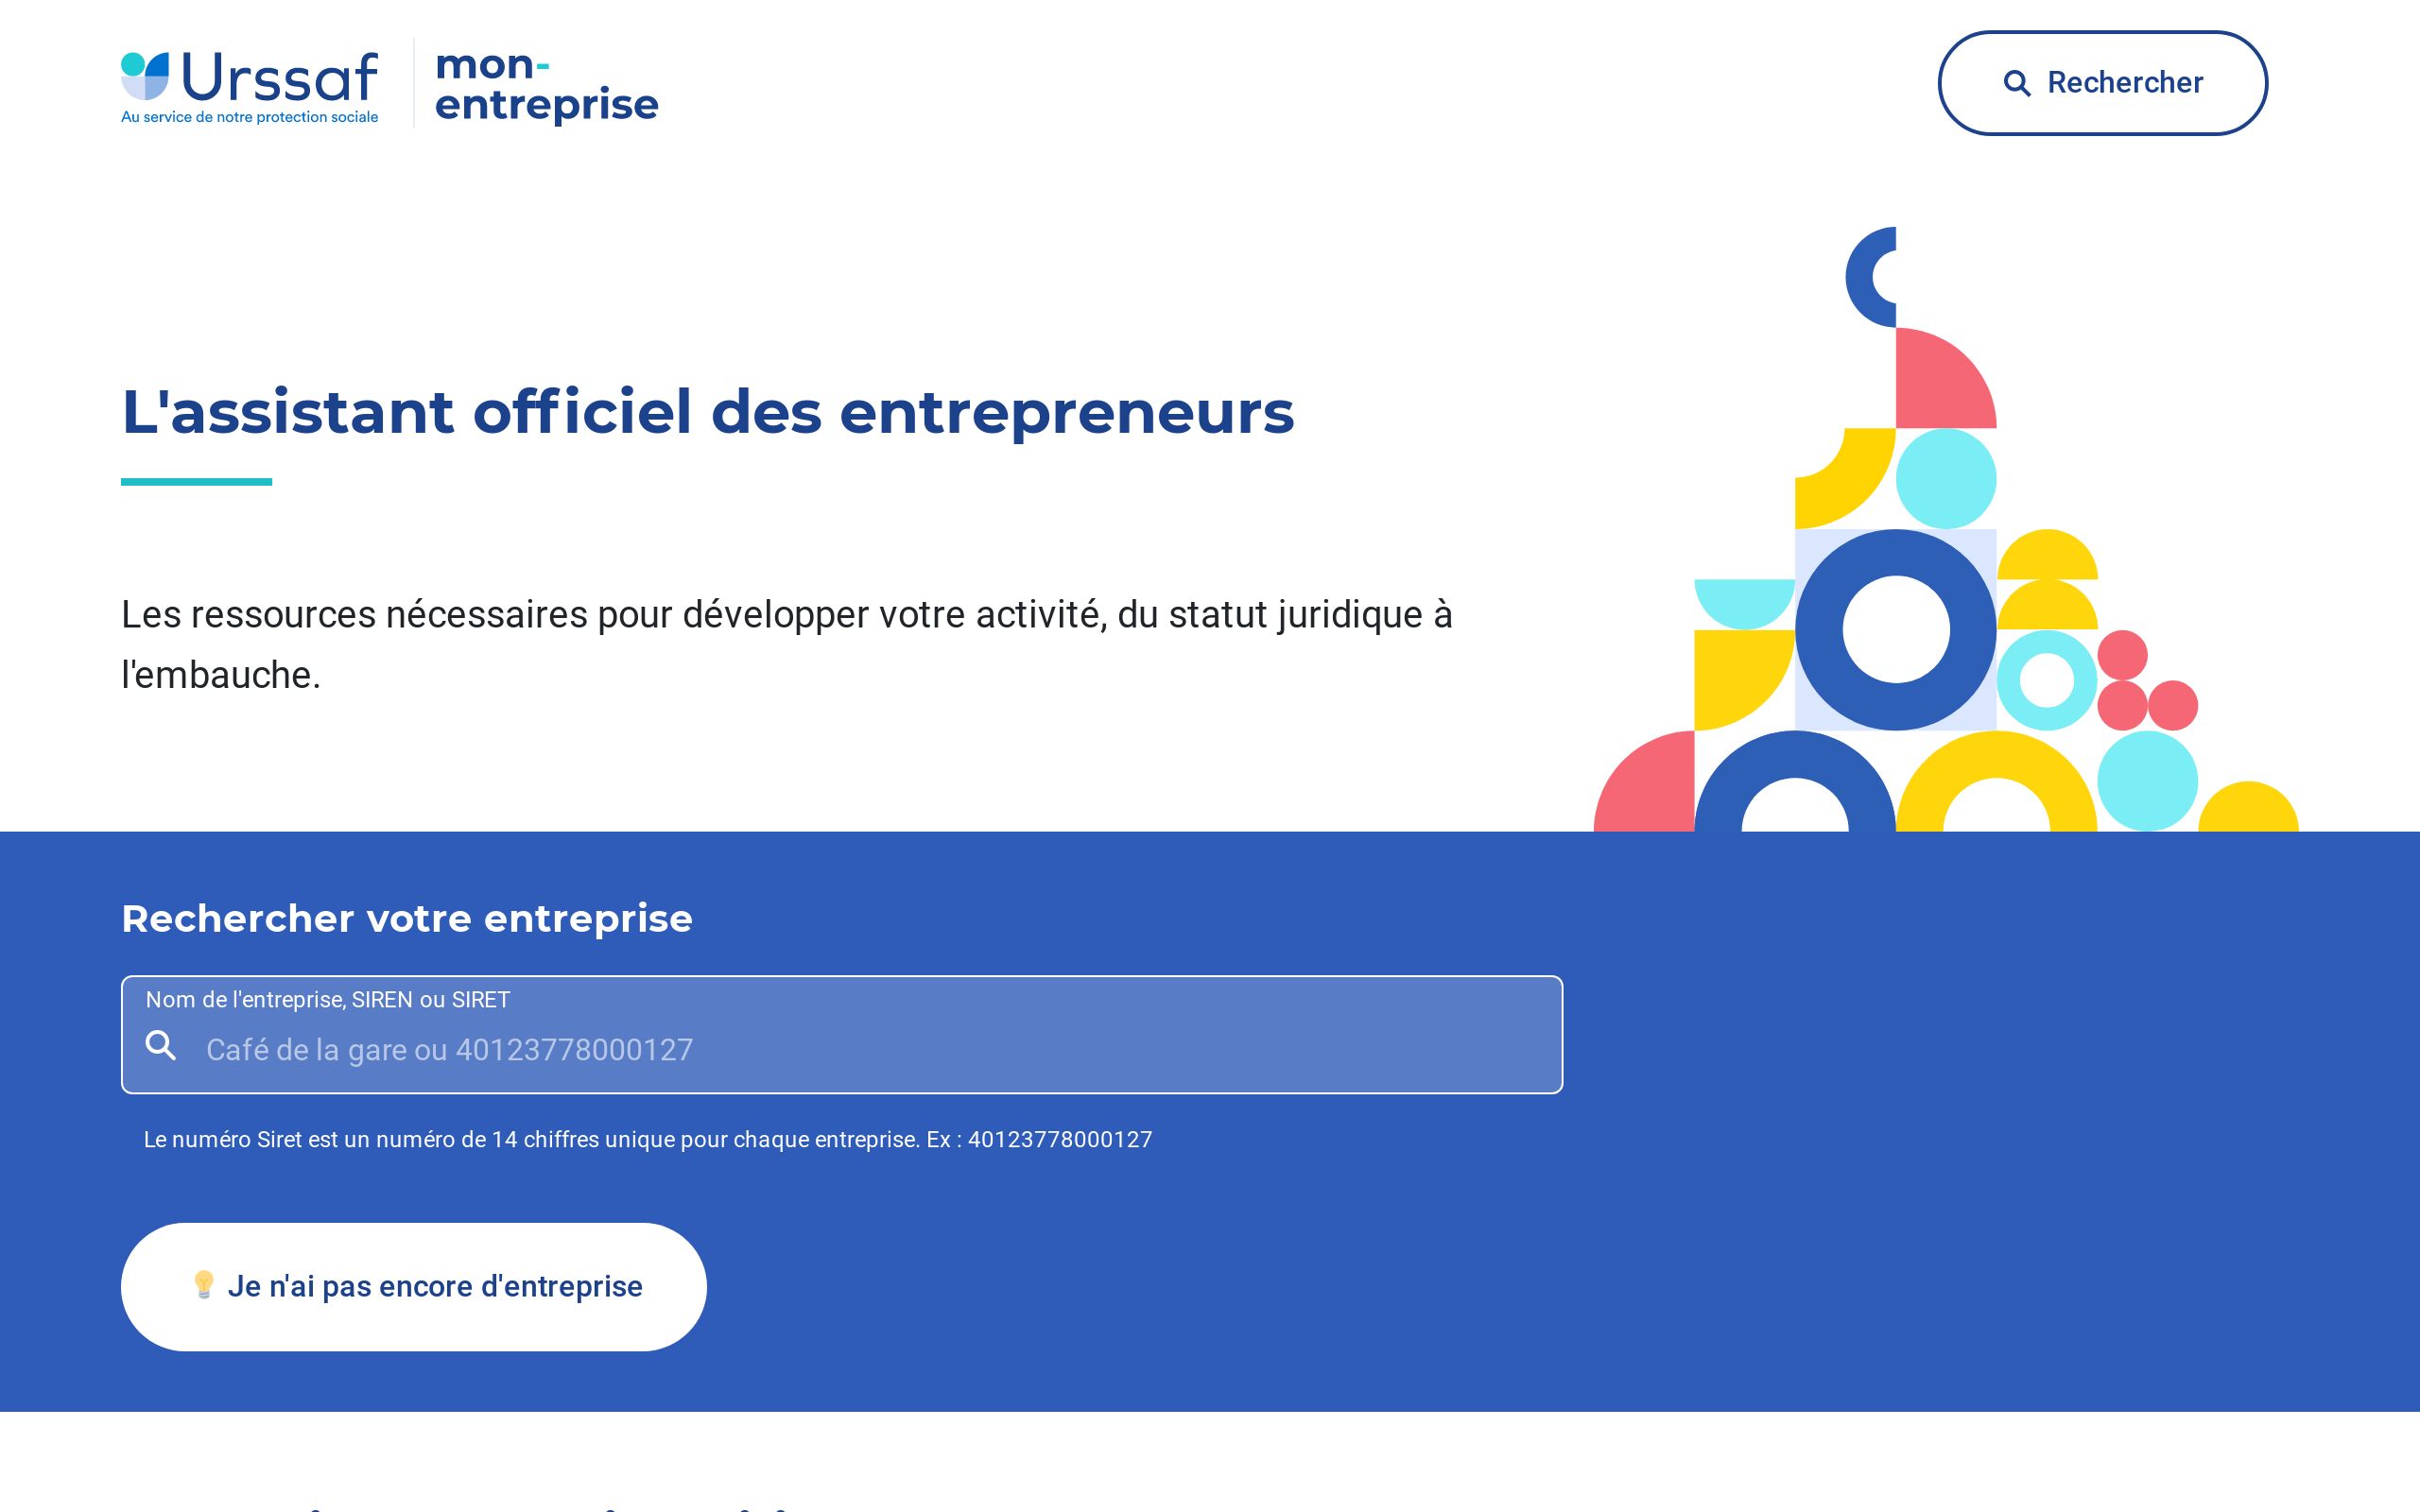 Urssaf
Au service de notre protection sociale
mon-
entreprise
Rechercher
L'assistant officiel des entrepreneurs
Les ressources nécessaires pour développer votre activité, du statut juridique à
l'embauche.
Rechercher votre entreprise
Nom de l'entreprise, SIREN ou SIRET
Café de la gare ou 40123778000127
Le numéro Siret est un numéro de 14 chiffres unique pour chaque entreprise. Ex : 40123778000127
Je n'ai pas encore d'entreprise